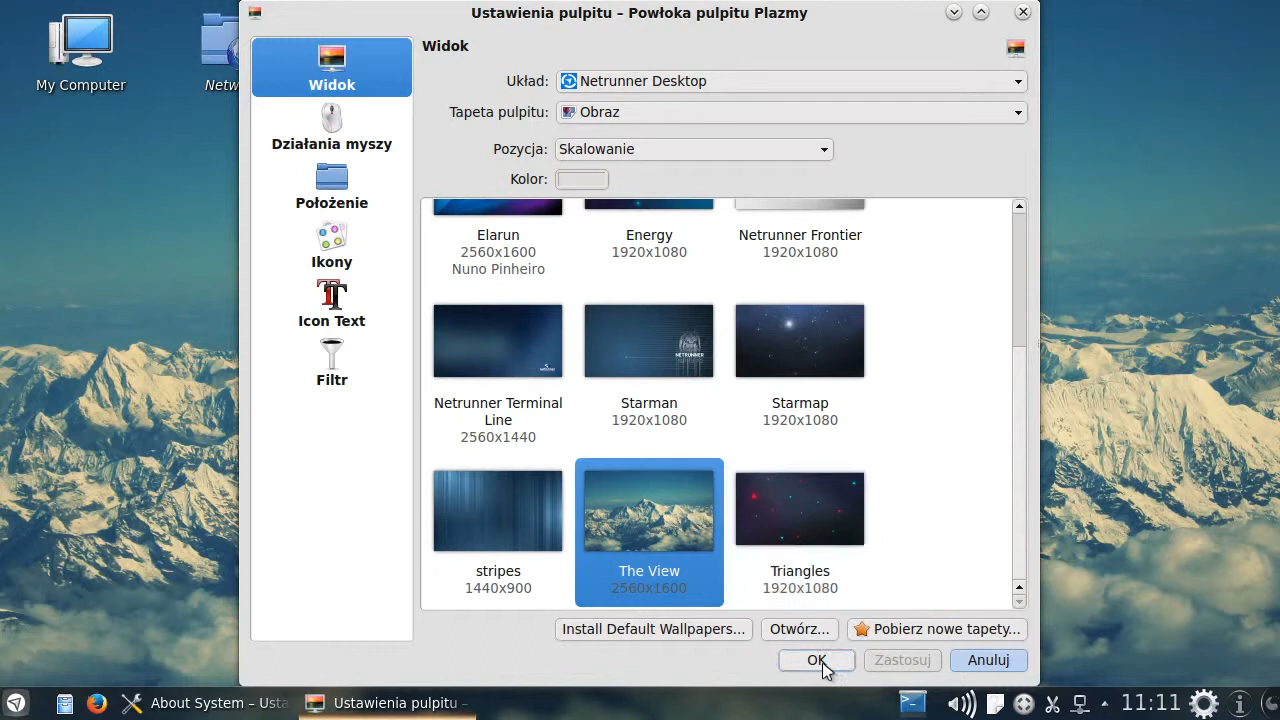 Ustawienia pulpitu – Powłoka pulpitu Plazmy
My Computer
Netw
Widok
Działania myszy
Położenie
Ikony
Icon Text
Filtr
Widok
Układ: Netrunner Desktop
Tapeta pulpitu: Obraz
Pozycja: Skalowanie
Kolor:
Elarun
2560x1600
Nuno Pinheiro
Energy
1920x1080
Netrunner Frontier
1920x1080
NETRUNNER
Netrunner Terminal
Line
2560x1440
Starman
1920x1080
Starmap
1920x1080
stripes
1440x900
The View
2560x1600
Triangles
1920x1080
Install Default Wallpapers...
Otwórz...
Pobierz nowe tapety...
OK
Zastosuj
Anuluj
About System – Usta
Ustawienia pulpitu –
11:11